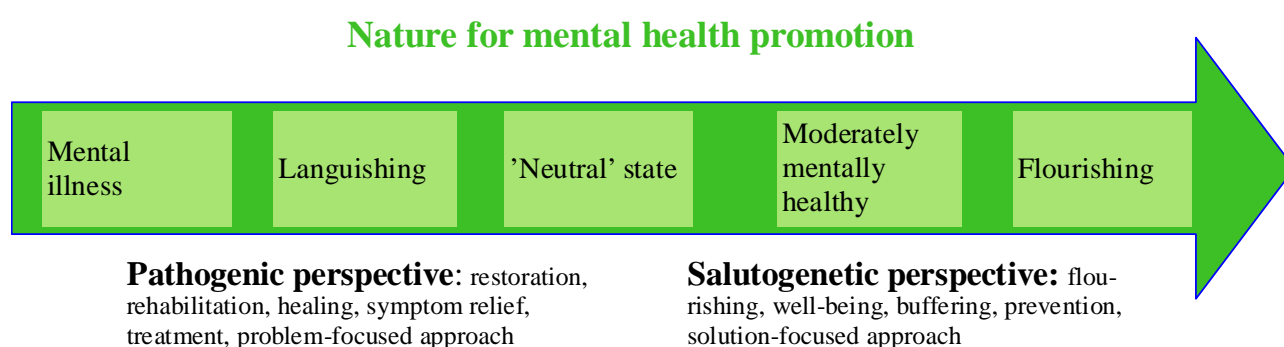 Nature for mental health promotion
Mental
illness
Languishing
’Neutral’ state
Moderately
mentally
healthy
Flourishing
Pathogenic perspective: restoration,
rehabilitation, healing, symptom relief,
treatment, problem-focused approach
Salutogenetic perspective: flou-
rishing, well-being, buffering, prevention,
solution-focused approach